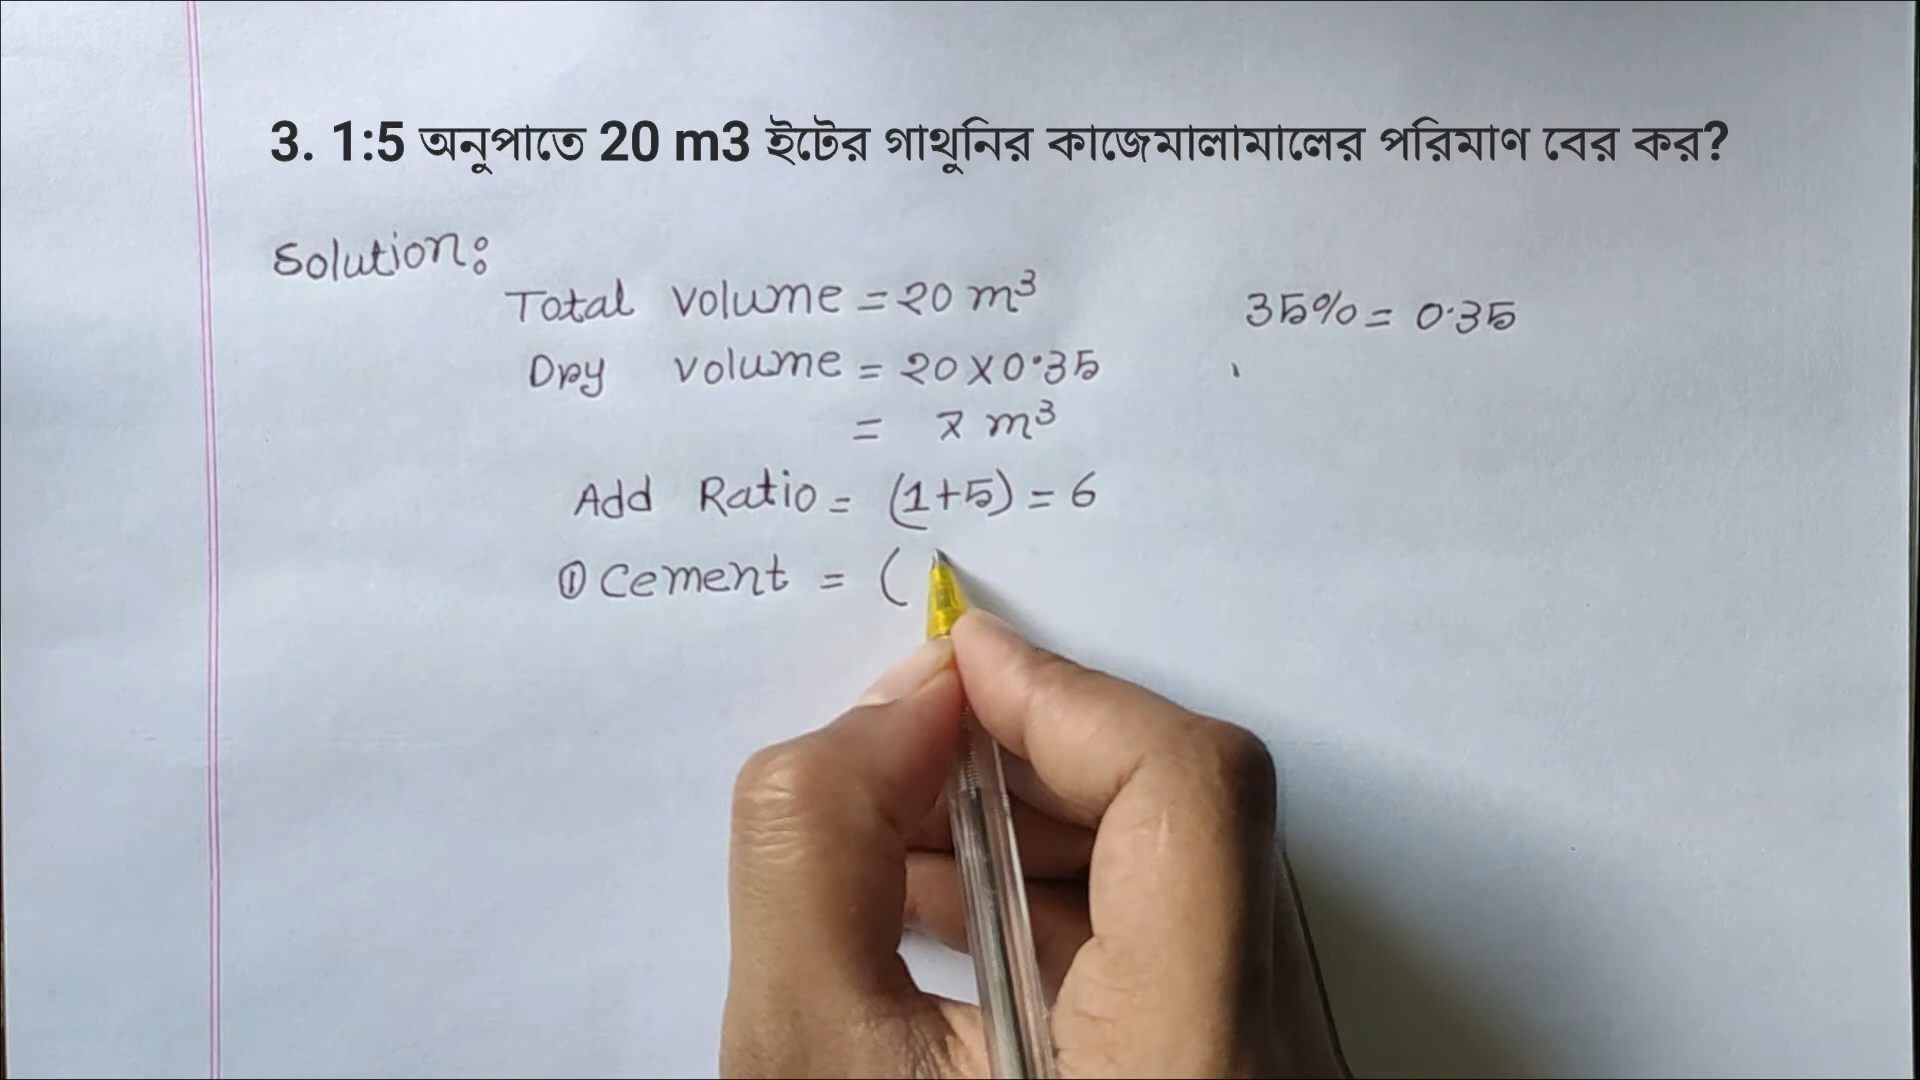 3. 1:5 অনুপাতে 20 m3 ইটের গাথুনির কাজেমালামালের পরিমাণ বের কর?
Solution:
Total volume = 20 m³
35% = 0.35
Dry volume = 20 X 0.35
= 7 m³
Add Ratio = (1+5) = 6
① Cement = (